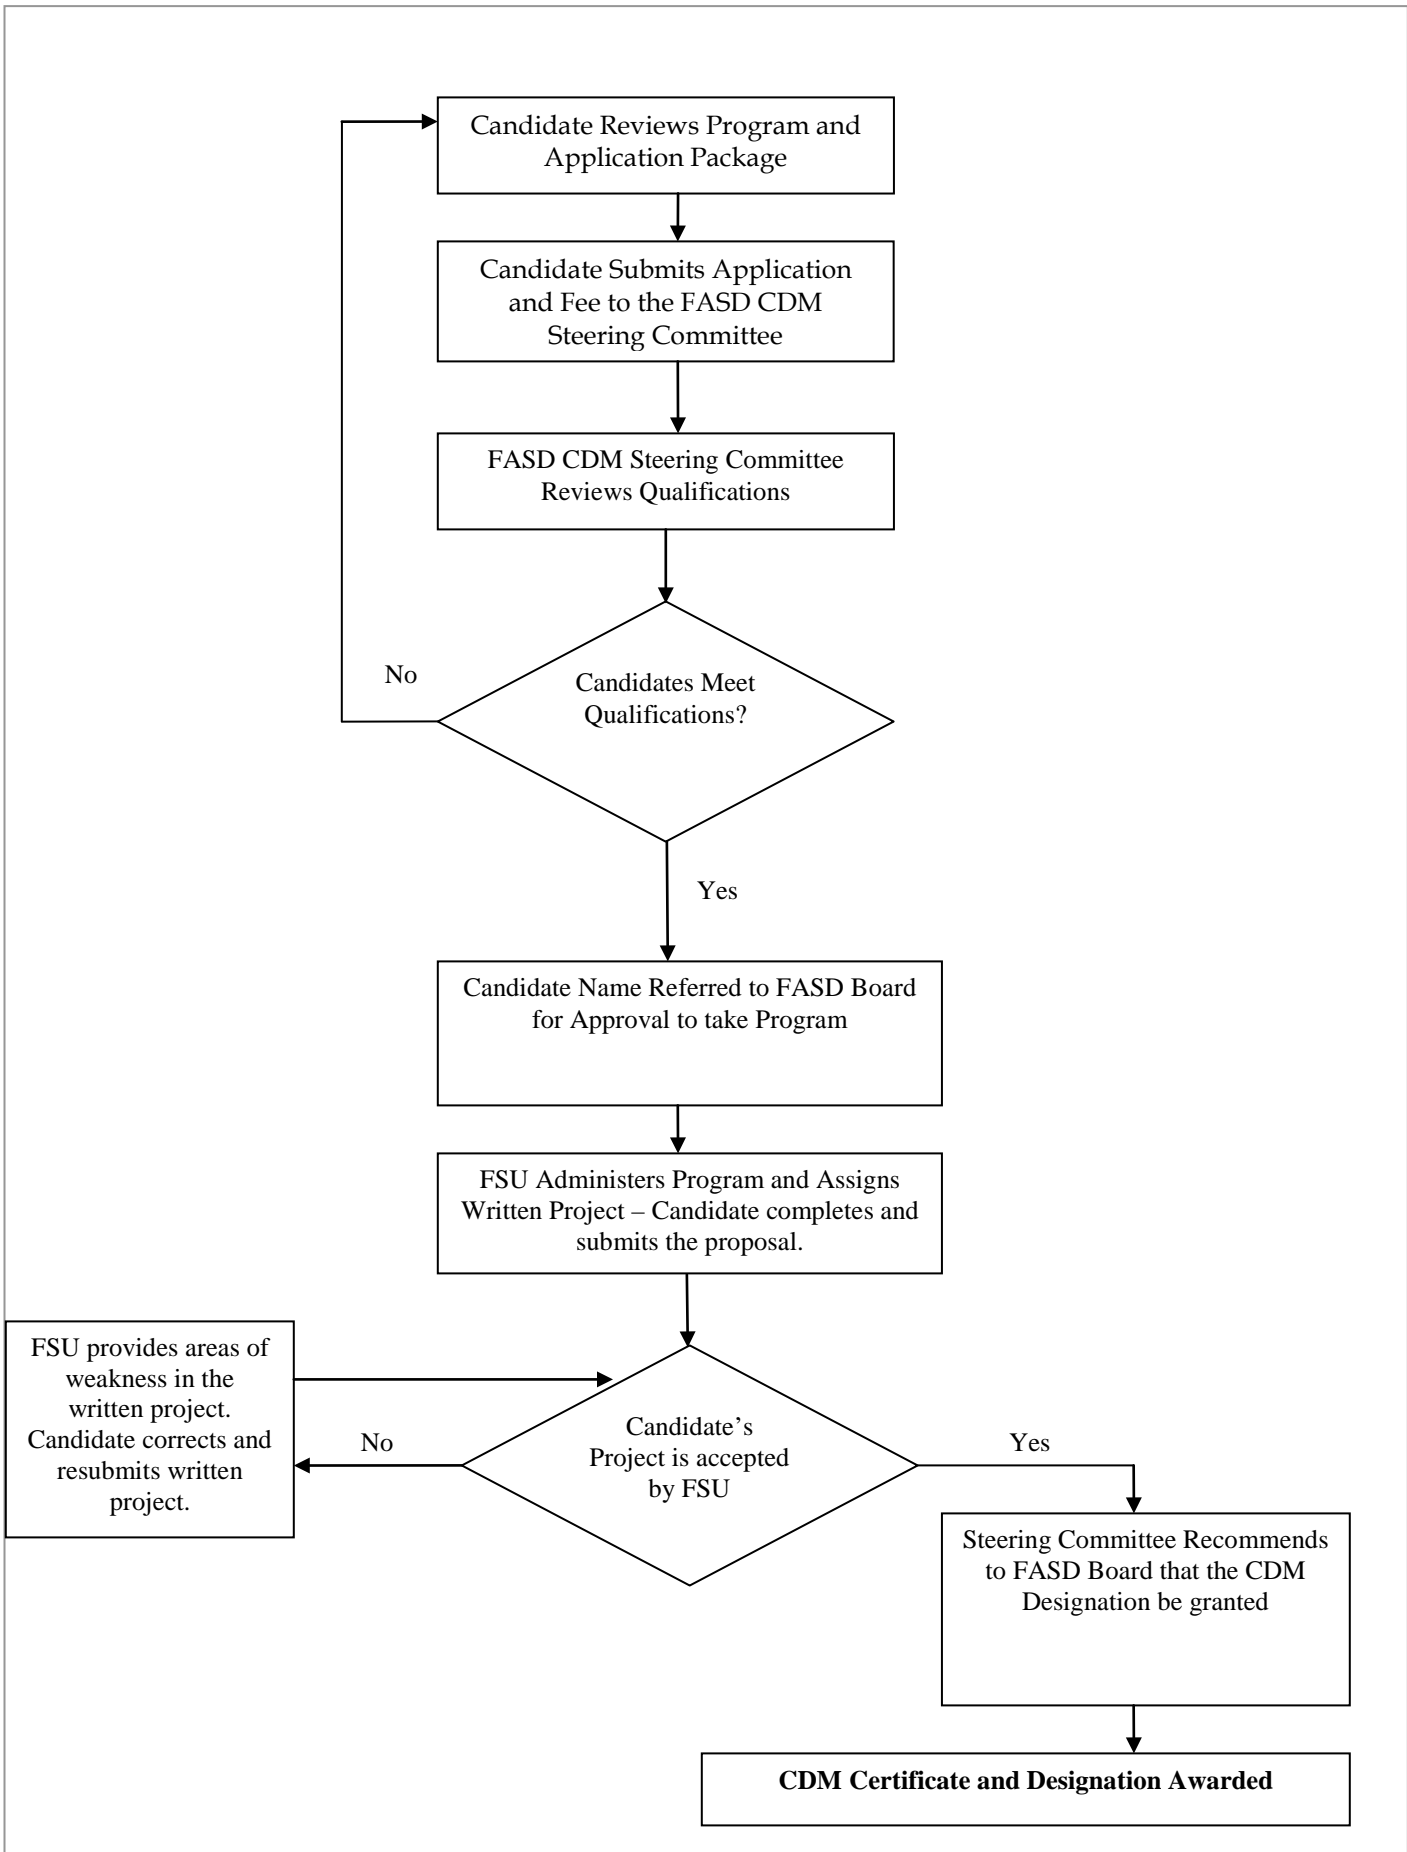 Candidate Reviews Program and
Application Package
Candidate Submits Application
and Fee to the FASD CDM
Steering Committee
FASD CDM Steering Committee
Reviews Qualifications
No
Candidates Meet
Qualifications?
Yes
Candidate Name Referred to FASD Board
for Approval to take Program
FSU Administers Program and Assigns
Written Project – Candidate completes and
submits the proposal.
FSU provides areas of
weakness in the
written project.
Candidate corrects and
resubmits written
project.
No
Candidate’s
Project is accepted
by FSU
Yes
Steering Committee Recommends
to FASD Board that the CDM
Designation be granted
CDM Certificate and Designation Awarded